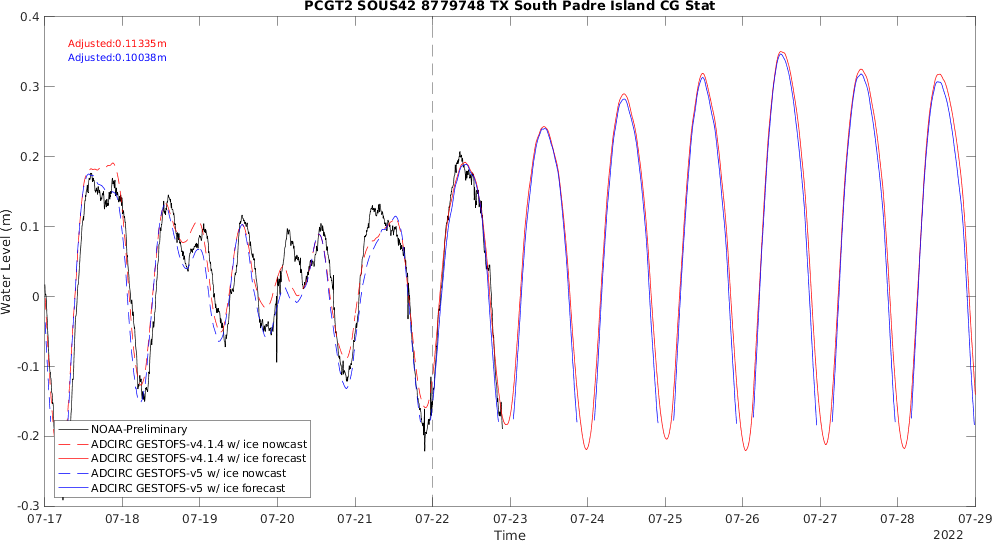 PCGT2 SOUS42 8779748 TX South Padre Island CG Stat
Adjusted:0.11335m
Adjusted:0.10038m
Water Level (m)
0.4
0.3
0.2
0.1
0
-0.1
-0.2
-0.3
NOAA-Preliminary
ADCIRC GESTOFS-v4.1.4 w/ ice nowcast
ADCIRC GESTOFS-v4.1.4 w/ ice forecast
ADCIRC GESTOFS-v5 w/ ice nowcast
ADCIRC GESTOFS-v5 w/ ice forecast
07-17 07-18 07-19 07-20 07-21 07-22 07-23 07-24 07-25 07-26 07-27 07-28 07-29
Time
2022